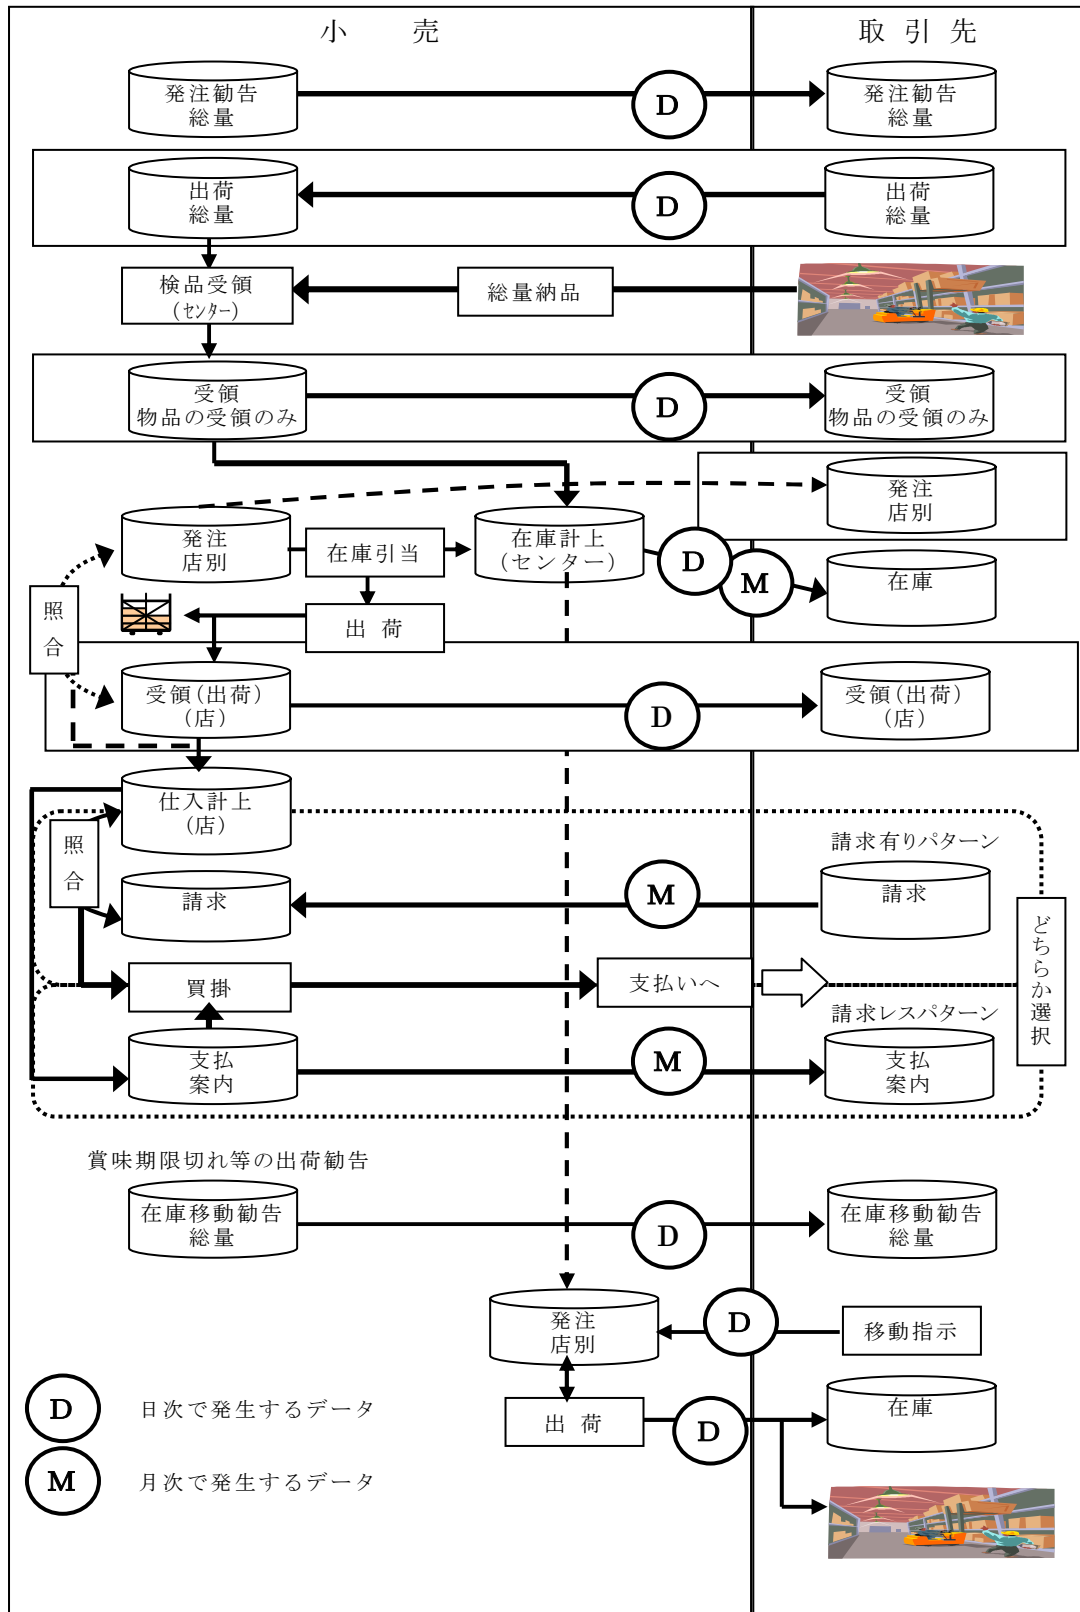 小 売
取 引 先
発注勧告
総量
D
発注勧告
総量
出荷
総量
D
出荷
総量
検品受領
(センター)
総量納品
受領
物品の受領のみ
D
受領
物品の受領のみ
発注
店別
発注
店別
在庫引当
在庫計上
(センター)
D
M
在庫
照
合
出 荷
受領(出荷)
(店)
D
受領(出荷)
(店)
仕入計上
(店)
照
合
請求有りパターン
請求
M
請求
どちらか選択
買掛
支払いへ
請求レスパターン
支払
案内
M
支払
案内
賞味期限切れ等の出荷勧告
在庫移動勧告
総量
D
在庫移動勧告
総量
発注
店別
D
移動指示
出 荷
D
在庫
D
日次で発生するデータ
M
月次で発生するデータ